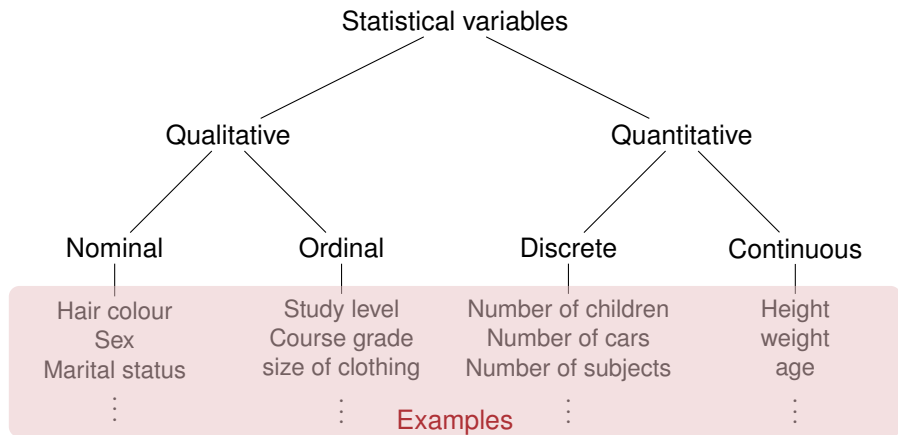 Statistical variables
Qualitative
Quantitative
Nominal
Ordinal
Discrete
Continuous
Hair colour
Sex
Marital status
⋮
Study level
Course grade
size of clothing
⋮
Number of children
Number of cars
Number of subjects
⋮
Height
weight
age
⋮
Examples